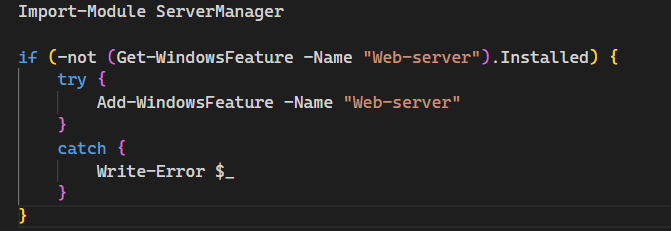 Import-Module ServerManager
if (-not (Get-WindowsFeature -Name "Web-server").Installed) {
try {
Add-WindowsFeature -Name "Web-server"
}
catch {
Write-Error $_
}
}